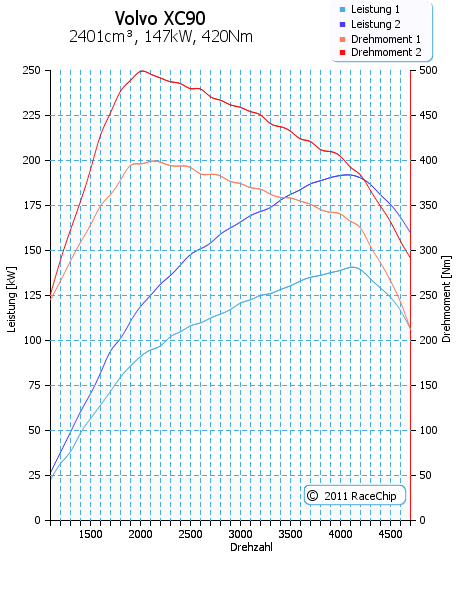 Volvo XC90
2401cm³, 147kW, 420Nm
Leistung 1
Leistung 2
Drehmoment 1
Drehmoment 2
250
225
200
175
150
125
100
75
50
25
0
Leistung [kW]
500
450
400
350
300
250
200
150
100
50
0
Drehmoment [Nm]
1500 2000 2500 3000 3500 4000 4500
Drehzahl
© 2011 RaceChip